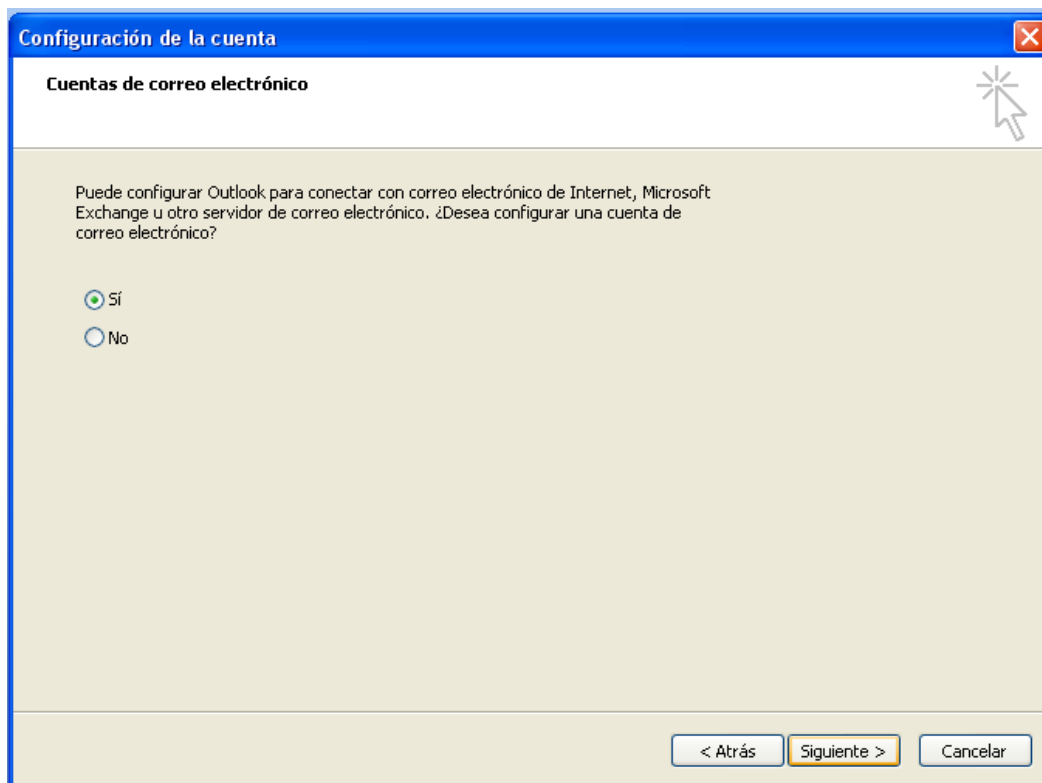 Configuración de la cuenta
Cuentas de correo electrónico
Puede configurar Outlook para conectar con correo electrónico de Internet, Microsoft
Exchange u otro servidor de correo electrónico. ¿Desea configurar una cuenta de
correo electrónico?
Sí
No
< Atrás Siguiente > Cancelar